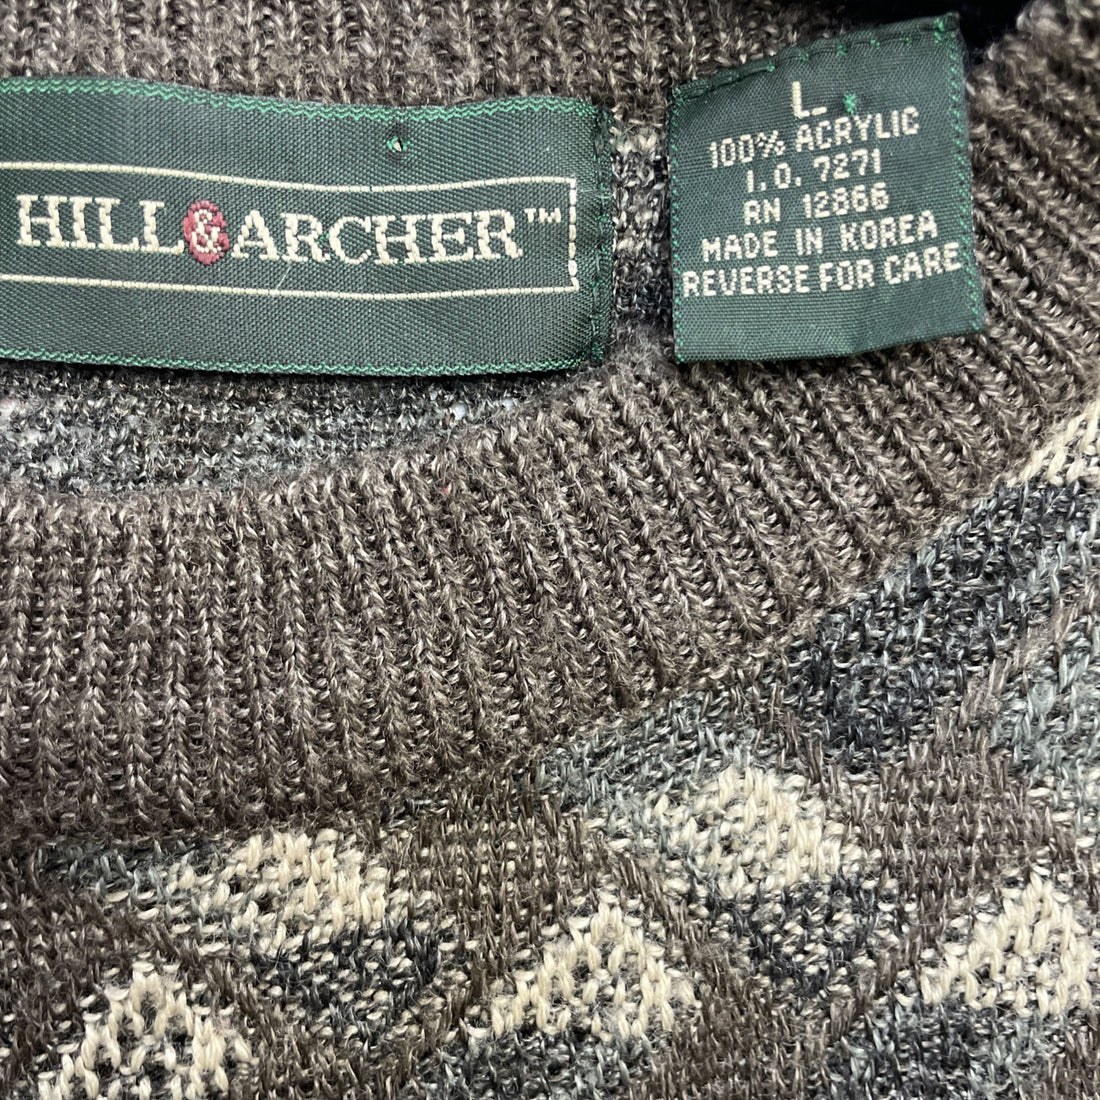 HILL&ARCHER™
L
100% ACRYLIC
I.O. 7271
RN 12866
MADE IN KOREA
REVERSE FOR CARE